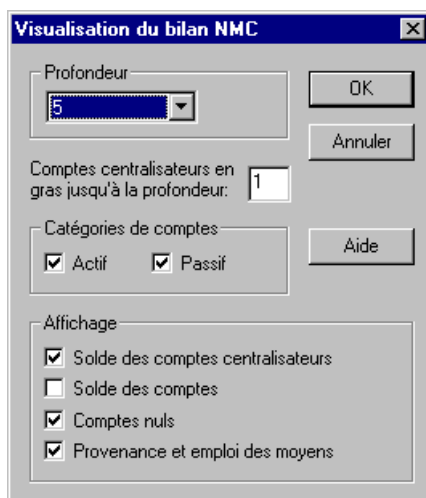 Visualisation du bilan NMC
Profondeur
5
OK
Annuler
Comptes centralisateurs en
gras jusqu'à la profondeur:
1
Catégories de comptes
Actif
Passif
Aide
Affichage
Solde des comptes centralisateurs
Solde des comptes
Comptes nuls
Provenance et emploi des moyens